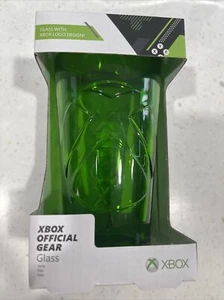 GLASS WITH
XBOX LOGO DESIGN!
XBOX
OFFICIAL
GEAR
Glass
XBOX